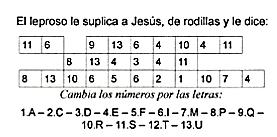 El leproso le suplica a Jesús, de rodillas y le dice:
11 6 9 13 6 4 10 4 11
8 13 4 3 4 11
8 13 10 6 5 6 2 1 10 7 4
Cambia los números por las letras:
1.A – 2.C – 3.D – 4.E – 5.F – 6.I – 7.M – 8.P – 9.Q –
10.R – 11.S – 12.T – 13.U